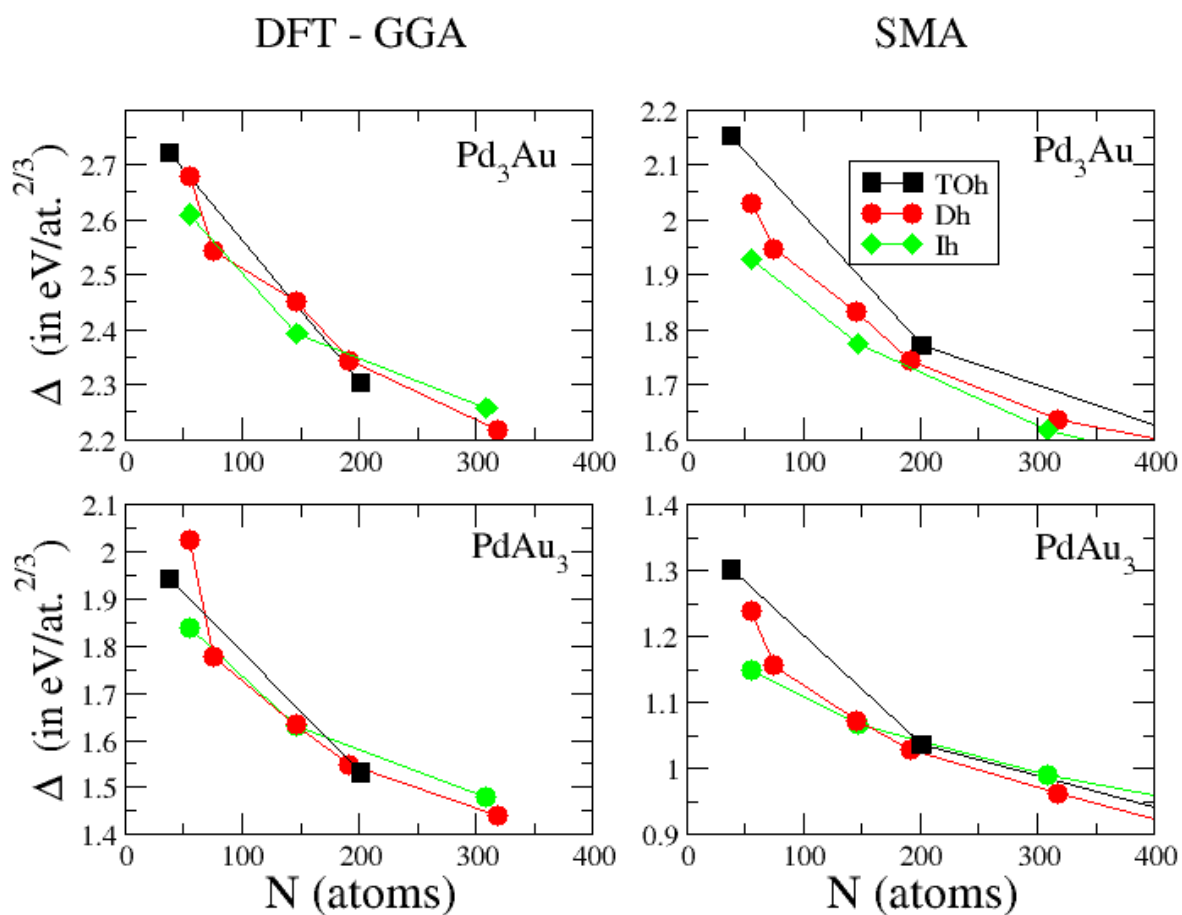 DFT - GGA
SMA
Δ (in eV/at.^2/3)
2.7
2.6
2.5
2.4
2.3
2.2
0 100 200 300 400
Pd₃Au
2.2
2.1
2
1.9
1.8
1.7
1.6
0 100 200 300 400
Pd₃Au
TOh
Dh
Ih
Δ (in eV/at.^2/3)
2.1
2
1.9
1.8
1.7
1.6
1.5
1.4
0 100 200 300 400
PdAu₃
N (atoms)
1.4
1.3
1.2
1.1
1
0.9
0 100 200 300 400
PdAu₃
N (atoms)